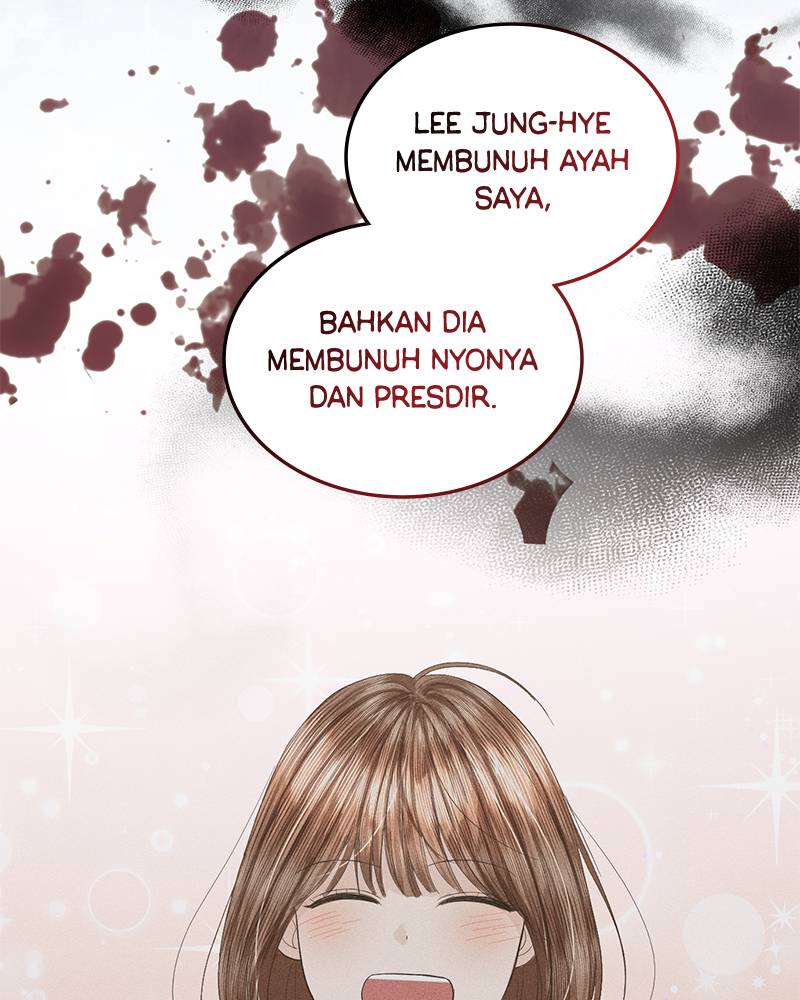 LEE JUNG-HYE
MEMBUNUH AYAH
SAYA,
BAHKAN DIA
MEMBUNUH NYONYA
DAN PRESDIR.